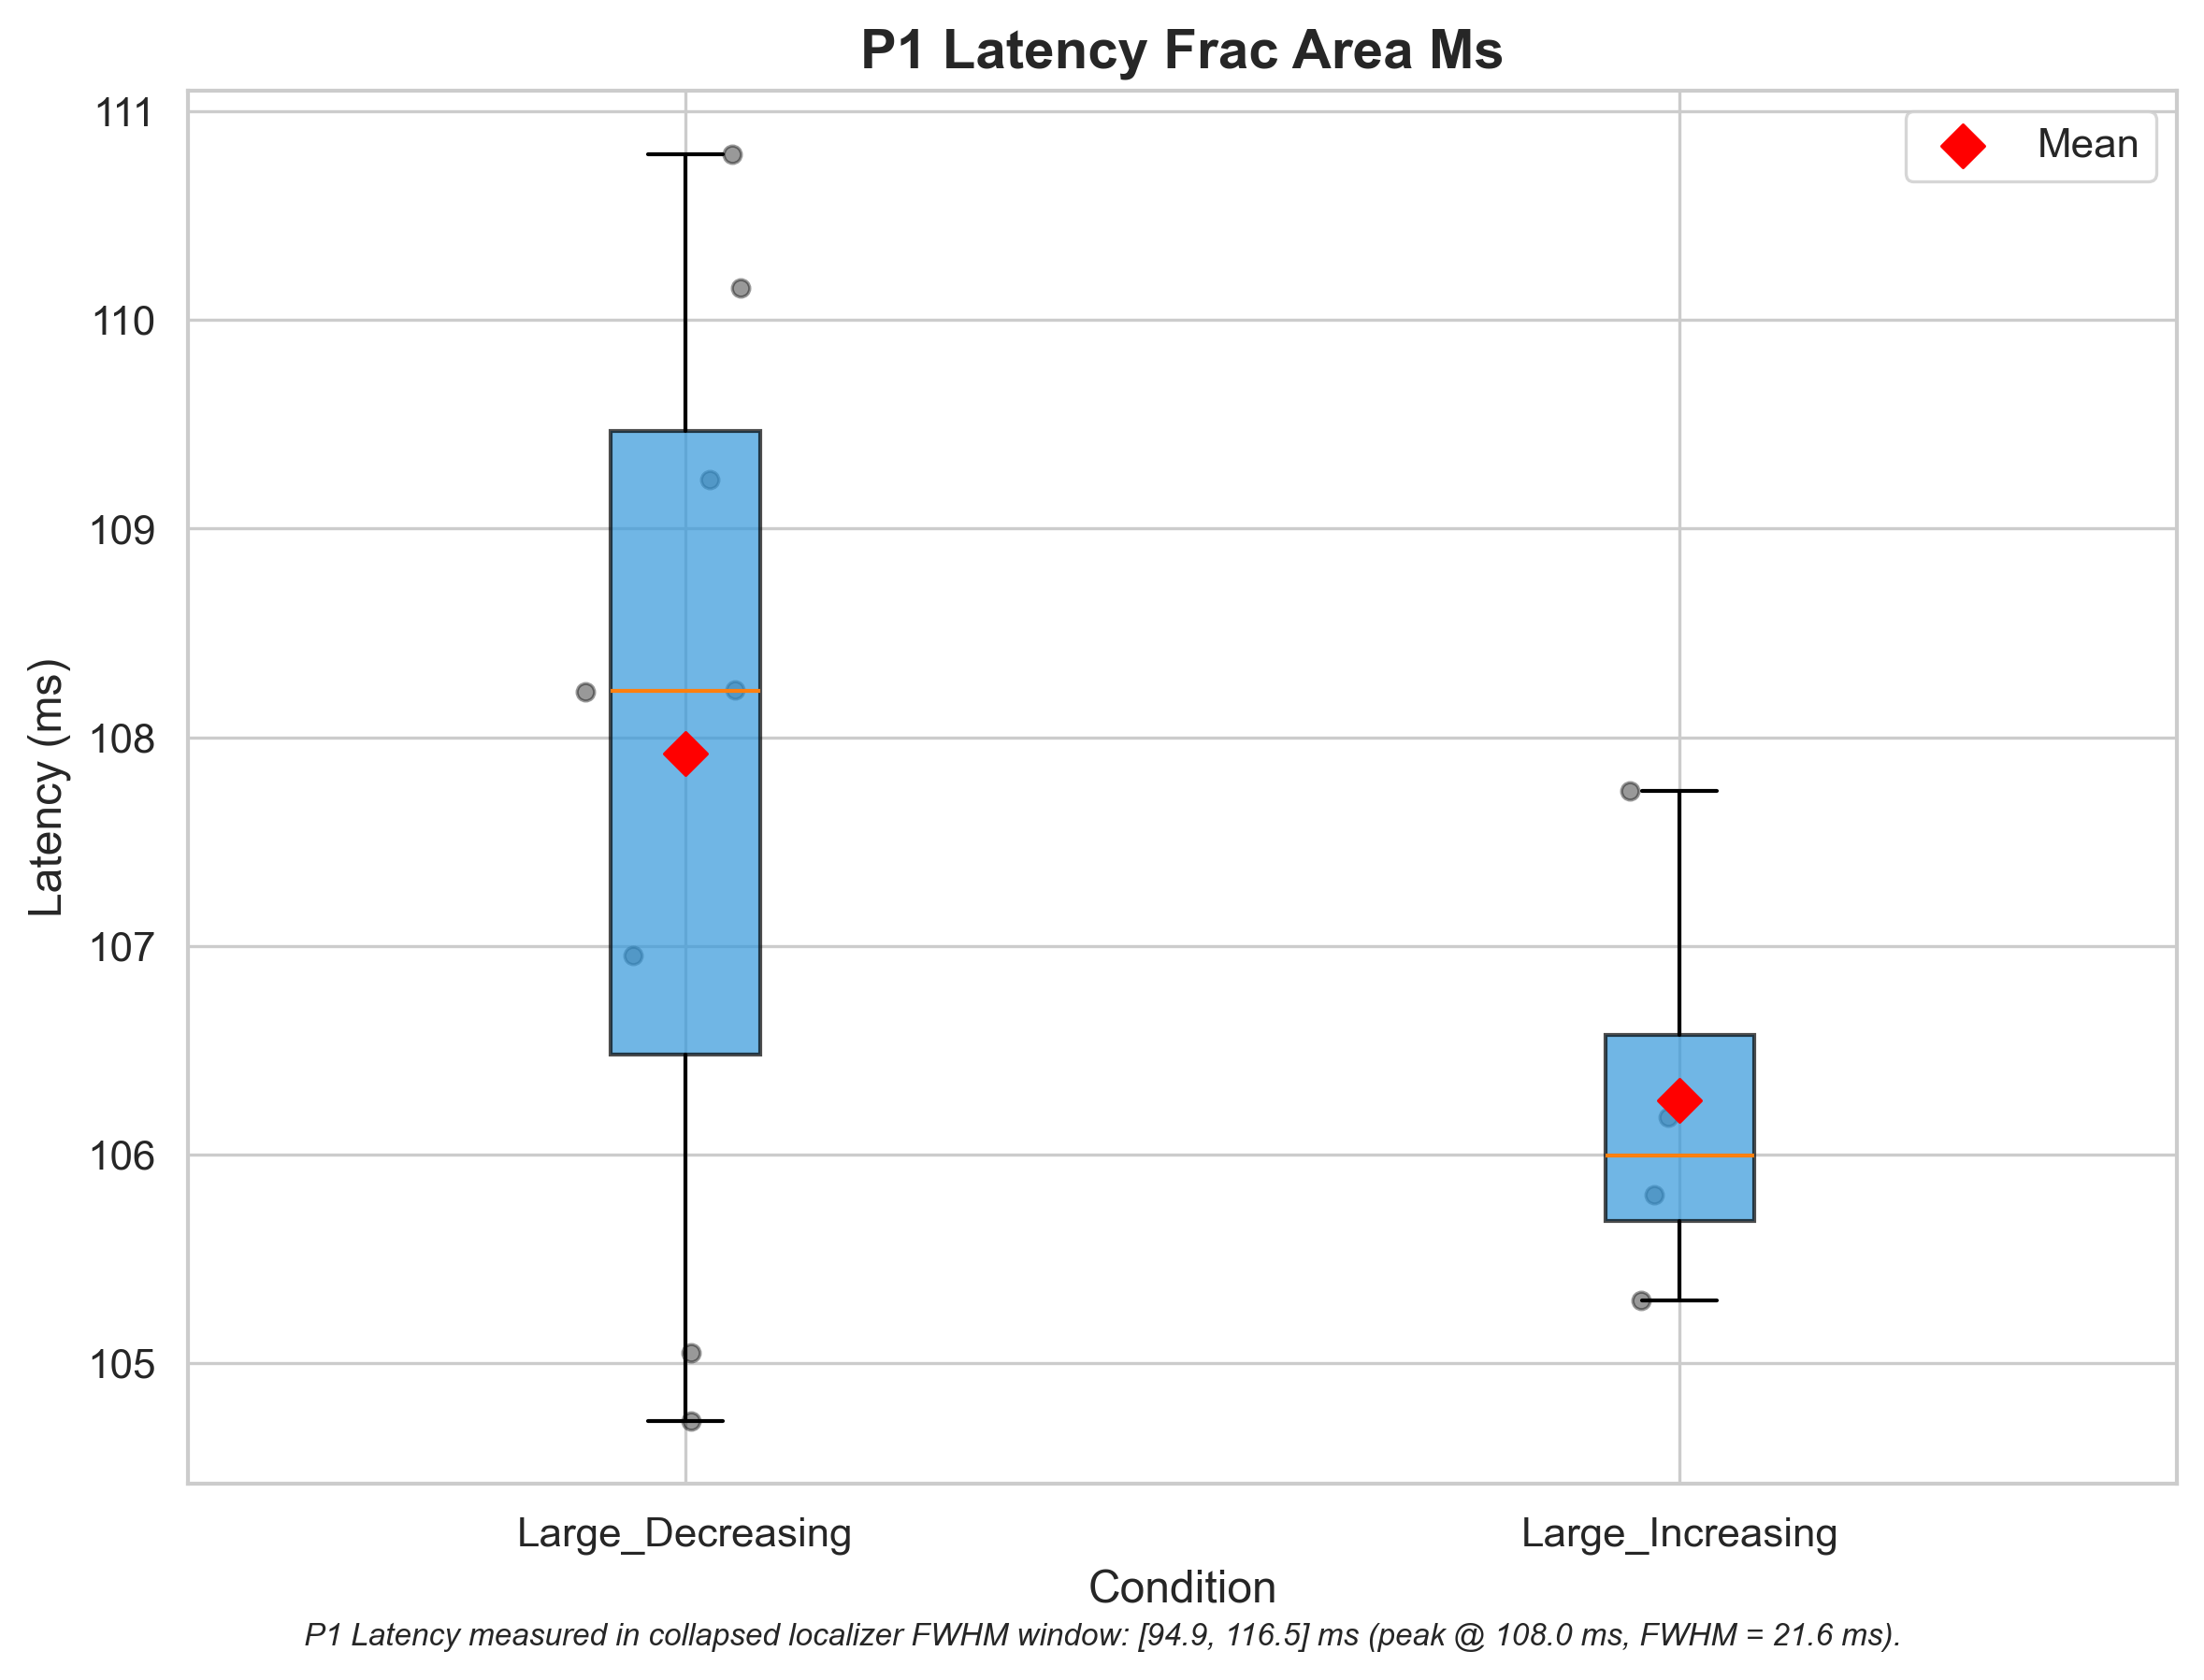 P1 Latency Frac Area Ms
Mean
Latency (ms)
111
110
109
108
107
106
105
Large_Decreasing
Large_Increasing
Condition
P1 Latency measured in collapsed localizer FWHM window: [94.9, 116.5] ms (peak @ 108.0 ms, FWHM = 21.6 ms).